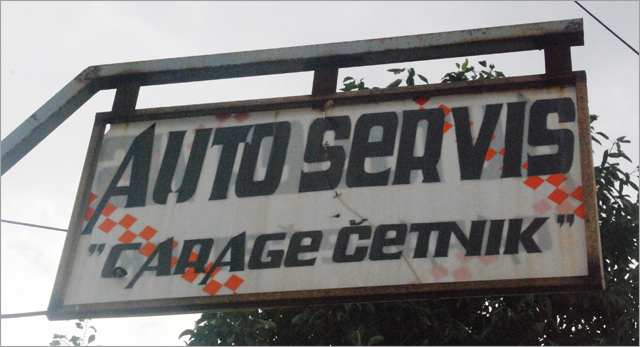 AUTO SERVIS
"GARAGE ČETNIK"